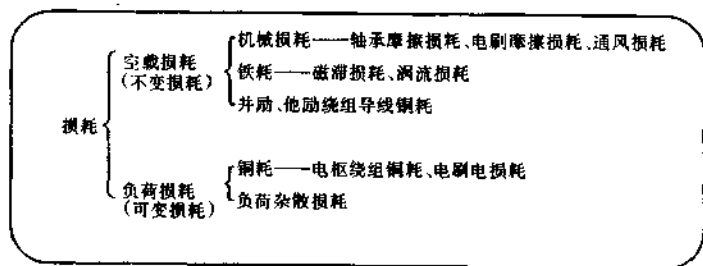 机械损耗——轴承摩擦损耗、电刷摩擦损耗、通风损耗
空载损耗
(不变损耗)
铁耗——磁滞损耗、涡流损耗
并励、他励绕组导线铜耗
损耗
铜耗——电枢绕组铜耗、电刷电损耗
负荷损耗
(可变损耗)
负荷杂散损耗